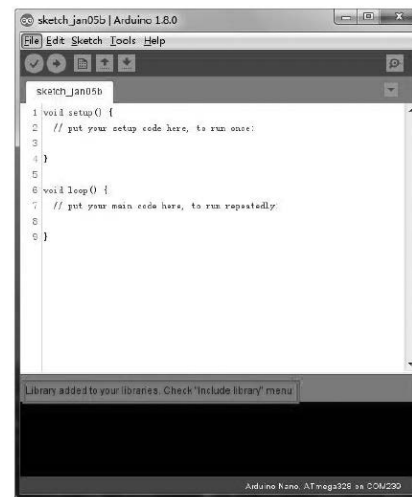 sketch_jan05b | Arduino 1.8.0
File Edit Sketch Tools Help
sketch_jan05b
1 void setup() {
2 // put your setup code here, to run once:
3
4 }
5
6 void loop() {
7 // put your main code here, to run repeatedly:
8
9 }
Library added to your libraries. Check "Include library" menu
Arduino Nano, ATmega328 on COM239